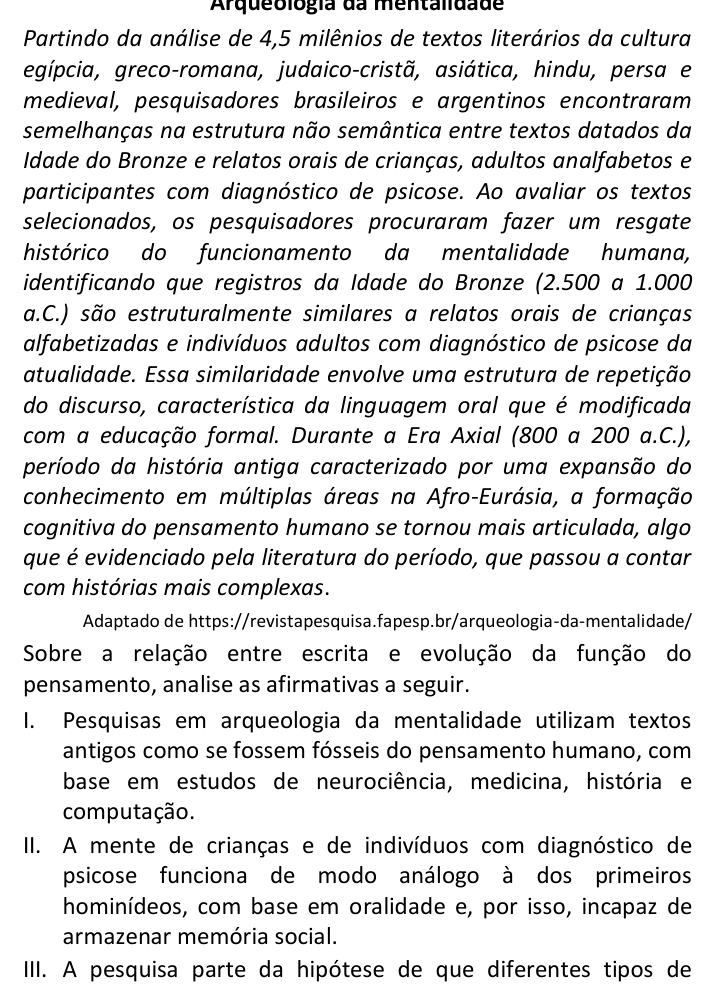 Arqueologia da mentalidade
Partindo da análise de 4,5 milênios de textos literários da cultura
egípcia, greco-romana, judaico-cristã, asiática, hindu, persa e
medieval, pesquisadores brasileiros e argentinos encontraram
semelhanças na estrutura não semântica entre textos datados da
Idade do Bronze e relatos orais de crianças, adultos analfabetos e
participantes com diagnóstico de psicose. Ao avaliar os textos
selecionados, os pesquisadores procuraram fazer um resgate
histórico do funcionamento da mentalidade humana,
identificando que registros da Idade do Bronze (2.500 a 1.000
a.C.) são estruturalmente similares a relatos orais de crianças
alfabetizadas e indivíduos adultos com diagnóstico de psicose da
atualidade. Essa similaridade envolve uma estrutura de repetição
do discurso, característica da linguagem oral que é modificada
com a educação formal. Durante a Era Axial (800 a 200 a.C.),
período da história antiga caracterizado por uma expansão do
conhecimento em múltiplas áreas na Afro-Eurásia, a formação
cognitiva do pensamento humano se tornou mais articulada, algo
que é evidenciado pela literatura do período, que passou a contar
com histórias mais complexas.
Adaptado de https://revistapesquisa.fapesp.br/arqueologia-da-mentalidade/
Sobre a relação entre escrita e evolução da função do
pensamento, analise as afirmativas a seguir.
I. Pesquisas em arqueologia da mentalidade utilizam textos
antigos como se fossem fósseis do pensamento humano, com
base em estudos de neurociência, medicina, história e
computação.
II. A mente de crianças e de indivíduos com diagnóstico de
psicose funciona de modo análogo à dos primeiros
hominídeos, com base em oralidade e, por isso, incapaz de
armazenar memória social.
III. A pesquisa parte da hipótese de que diferentes tipos de